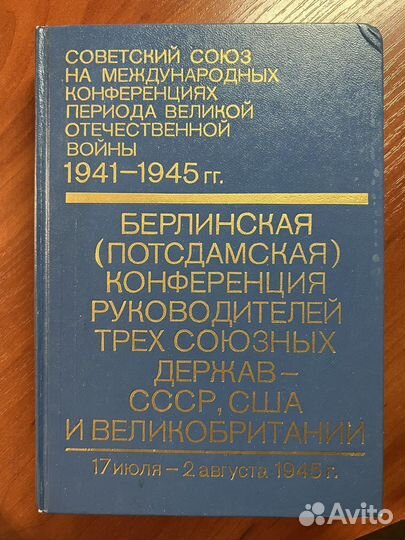 СОВЕТСКИЙ СОЮЗ
НА МЕЖДУНАРОДНЫХ
КОНФЕРЕНЦИЯХ
ПЕРИОДА ВЕЛИКОЙ
ОТЕЧЕСТВЕННОЙ
ВОЙНЫ
1941–1945 гг.
БЕРЛИНСКАЯ
(ПОТСДАМСКАЯ)
КОНФЕРЕНЦИЯ
РУКОВОДИТЕЛЕЙ
ТРЕХ СОЮЗНЫХ
ДЕРЖАВ –
СССР, США
И ВЕЛИКОБРИТАНИИ
17 июля – 2 августа 1945 г.
Avito